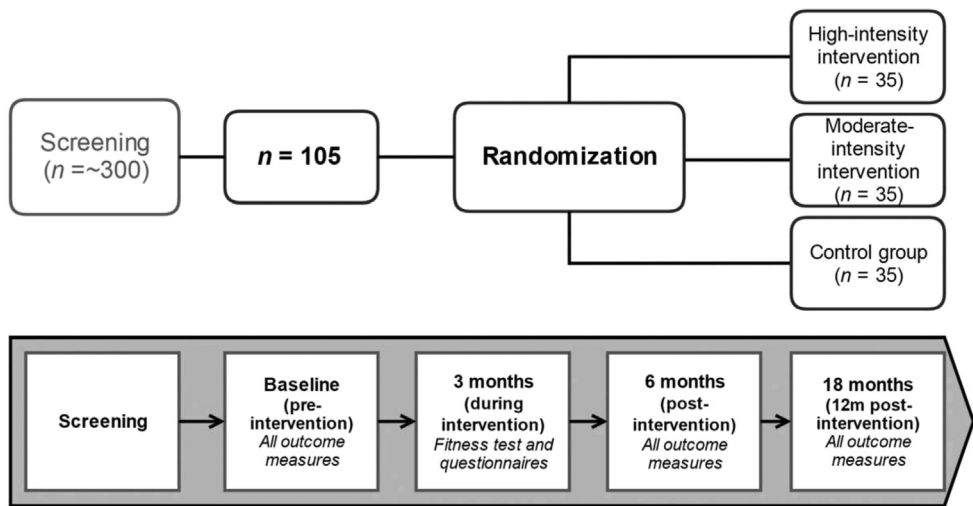 Screening
(n =~300)
n = 105
Randomization
High-intensity
intervention
(n = 35)
Moderate-
intensity
intervention
(n = 35)
Control group
(n = 35)
Screening
Baseline
(pre-
intervention)
All outcome
measures
3 months
(during
intervention)
Fitness test and
questionnaires
6 months
(post-
intervention)
All outcome
measures
18 months
(12m post-
intervention)
All outcome
measures